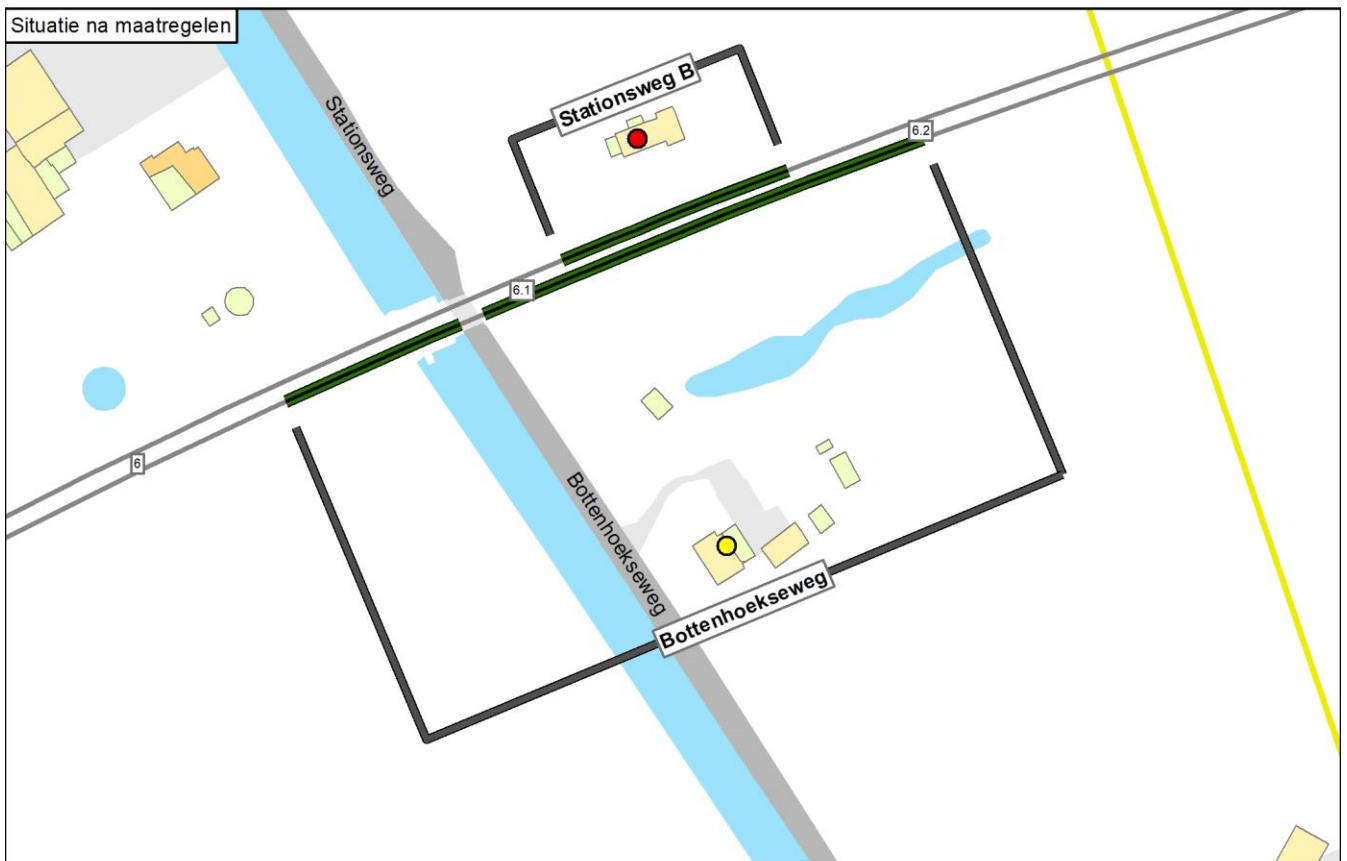 Situatie na maatregelen
Stationsweg
Stationsweg B
6.2
6.1
6
Bottenhoekseweg
Bottenhoekseweg